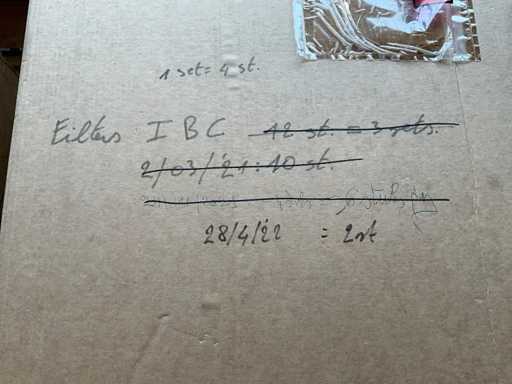 1 set = 4 st.
Filters I B C 12 st. = 3 sets.
2/03/21: 10 st.
28/4/22 = 2 st